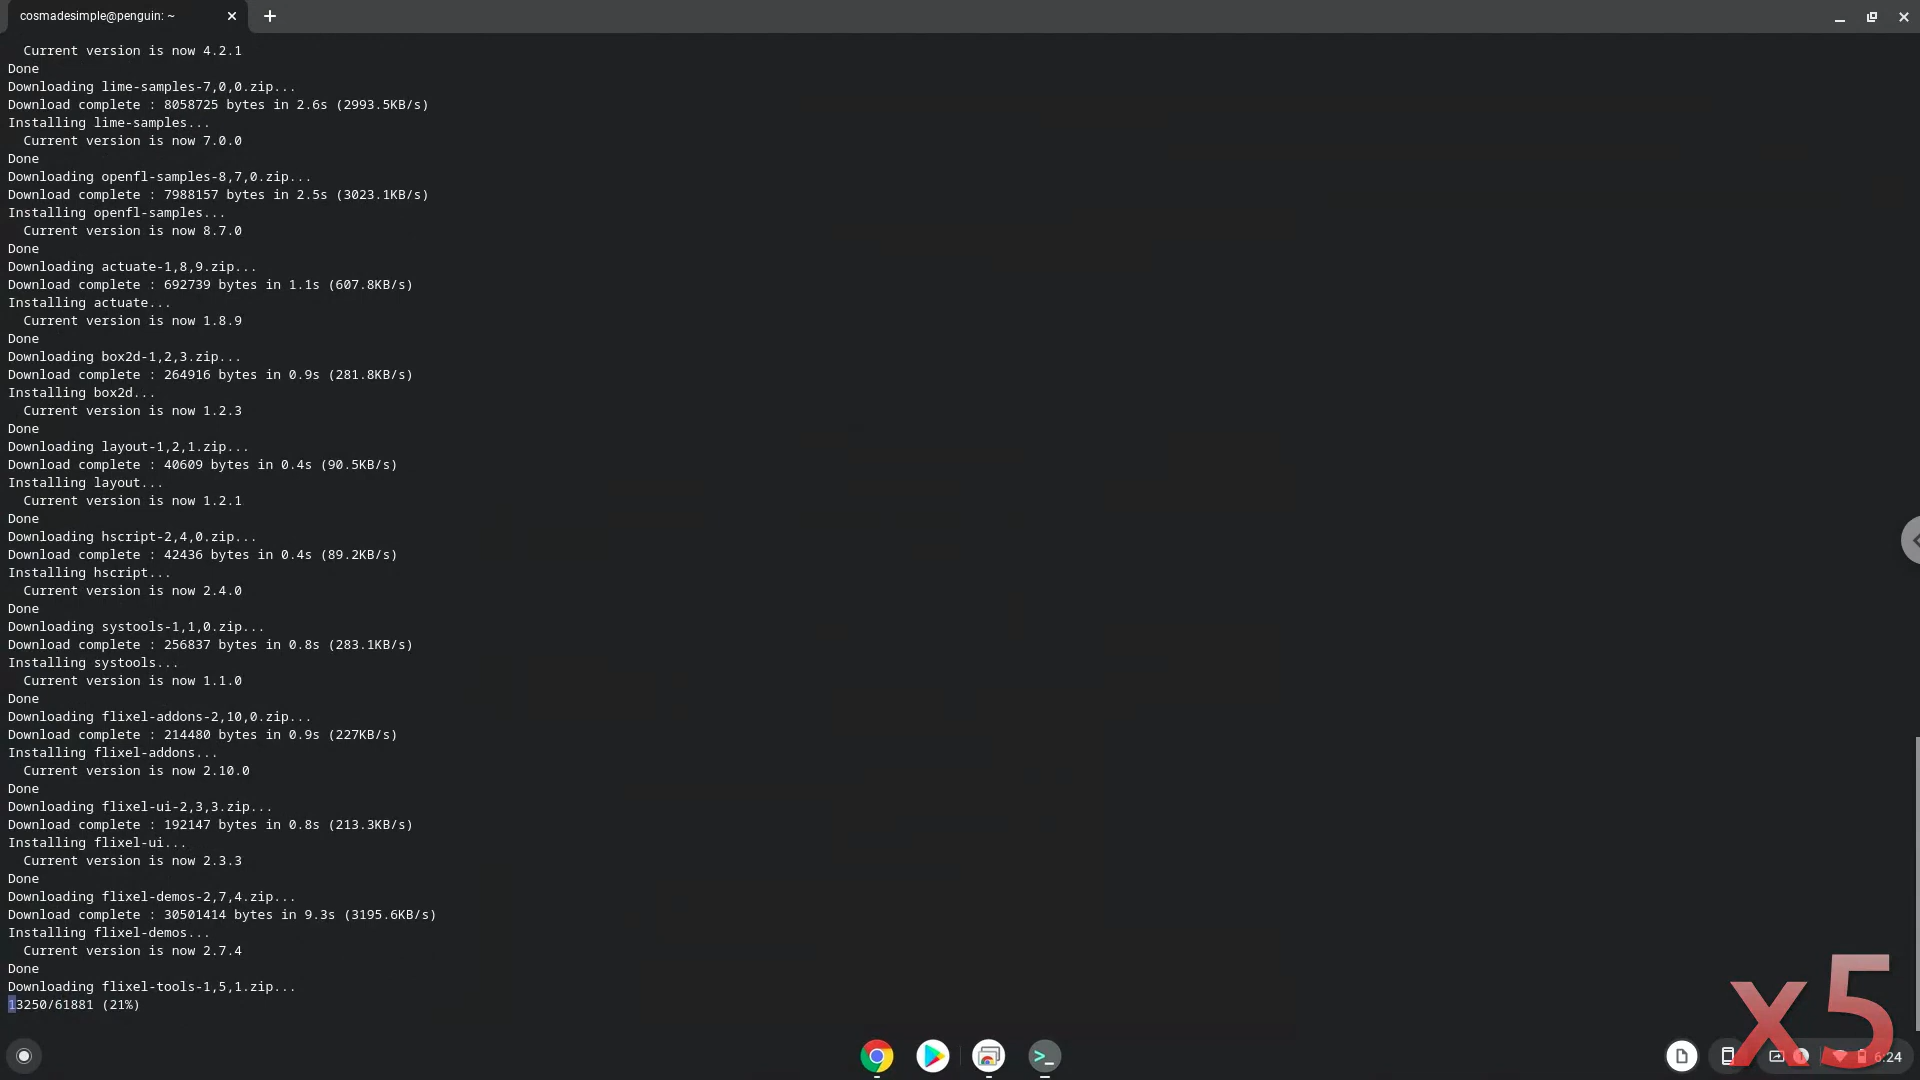 cosmadesimple@penguin: ~
Current version is now 4.2.1
Done
Downloading lime-samples-7,0,0.zip...
Download complete : 8058725 bytes in 2.6s (2993.5KB/s)
Installing lime-samples...
Current version is now 7.0.0
Done
Downloading openfl-samples-8,7,0.zip...
Download complete : 7988157 bytes in 2.5s (3023.1KB/s)
Installing openfl-samples...
Current version is now 8.7.0
Done
Downloading actuate-1,8,9.zip...
Download complete : 692739 bytes in 1.1s (607.8KB/s)
Installing actuate...
Current version is now 1.8.9
Done
Downloading box2d-1,2,3.zip...
Download complete : 264916 bytes in 0.9s (281.8KB/s)
Installing box2d...
Current version is now 1.2.3
Done
Downloading layout-1,2,1.zip...
Download complete : 40609 bytes in 0.4s (90.5KB/s)
Installing layout...
Current version is now 1.2.1
Done
Downloading hscript-2,4,0.zip...
Download complete : 42436 bytes in 0.4s (89.2KB/s)
Installing hscript...
Current version is now 2.4.0
Done
Downloading systools-1,1,0.zip...
Download complete : 256837 bytes in 0.8s (283.1KB/s)
Installing systools...
Current version is now 1.1.0
Done
Downloading flixel-addons-2,10,0.zip...
Download complete : 214480 bytes in 0.9s (227KB/s)
Installing flixel-addons...
Current version is now 2.10.0
Done
Downloading flixel-ui-2,3,3.zip...
Download complete : 192147 bytes in 0.8s (213.3KB/s)
Installing flixel-ui...
Current version is now 2.3.3
Done
Downloading flixel-demos-2,7,4.zip...
Download complete : 30501414 bytes in 9.3s (3195.6KB/s)
Installing flixel-demos...
Current version is now 2.7.4
Done
Downloading flixel-tools-1,5,1.zip...
13250/61881 (21%)
x5
6:24